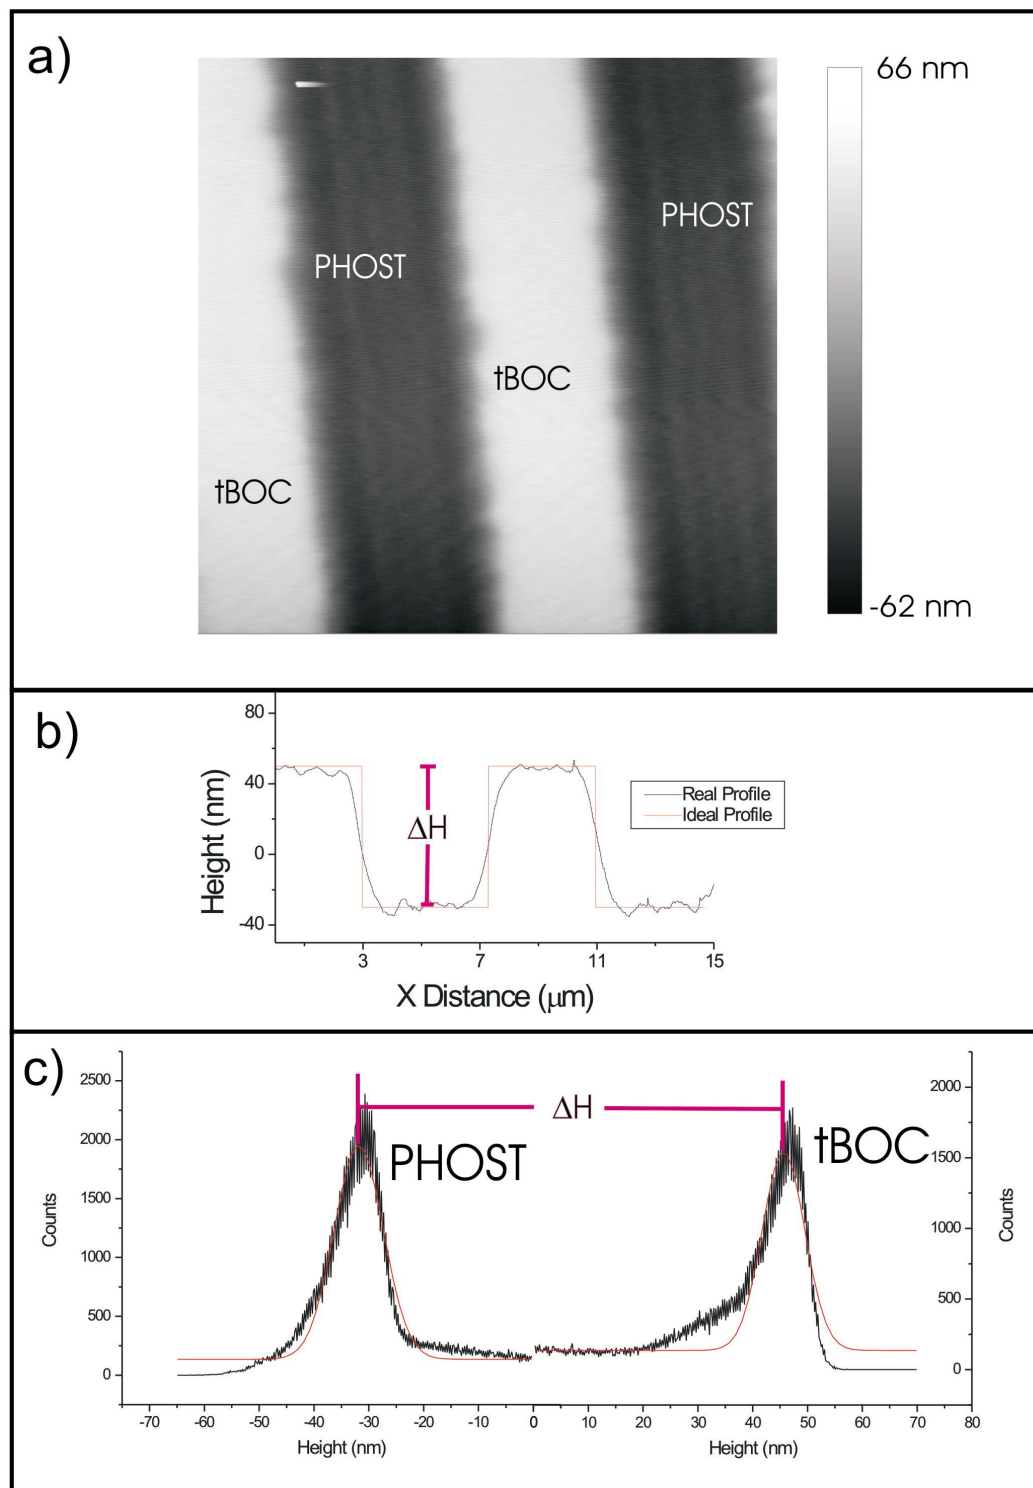 a)
66 nm
PHOST
PHOST
tBOC
tBOC
-62 nm
b)
80
40
0
-40
Height (nm)
ΔH
Real Profile
Ideal Profile
3 7 11 15
X Distance (μm)
c)
2500
2000
1500
1000
500
0
Counts
ΔH
PHOST
tBOC
2000
1500
1000
500
0
Counts
-70 -60 -50 -40 -30 -20 -10 0 10 20 30 40 50 60 70 80
Height (nm) Height (nm)